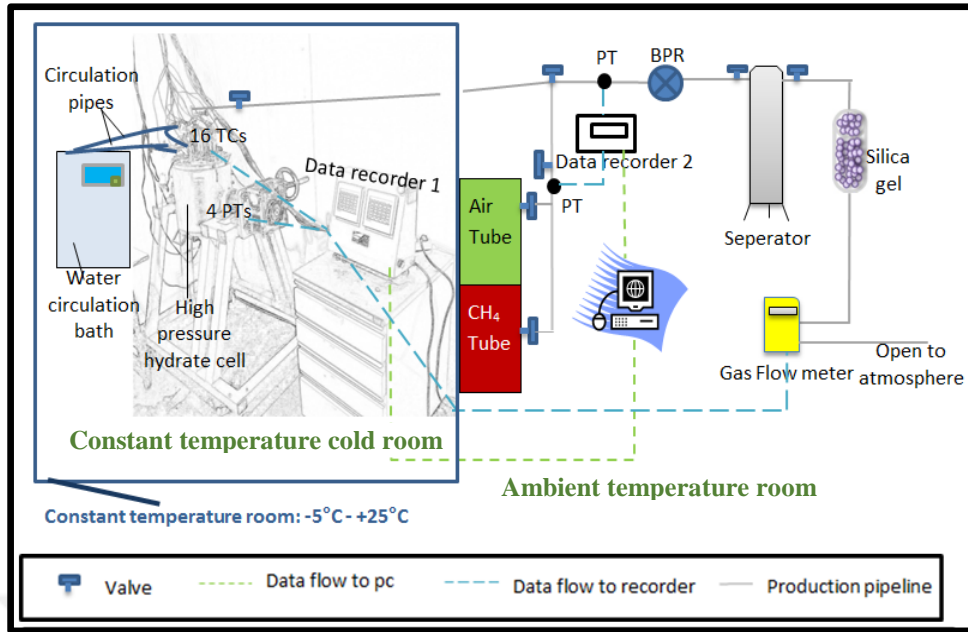 Circulation
pipes
16 TCs
Data recorder 1
4 PTs
Water
circulation
bath
High
pressure
hydrate cell
Constant temperature cold room
Constant temperature room: -5°C - +25°C
PT
BPR
Data recorder 2
PT
Air
Tube
CH₄
Tube
Seperator
Silica
gel
Gas Flow meter
Open to
atmosphere
Ambient temperature room
Valve
Data flow to pc
Data flow to recorder
Production pipeline